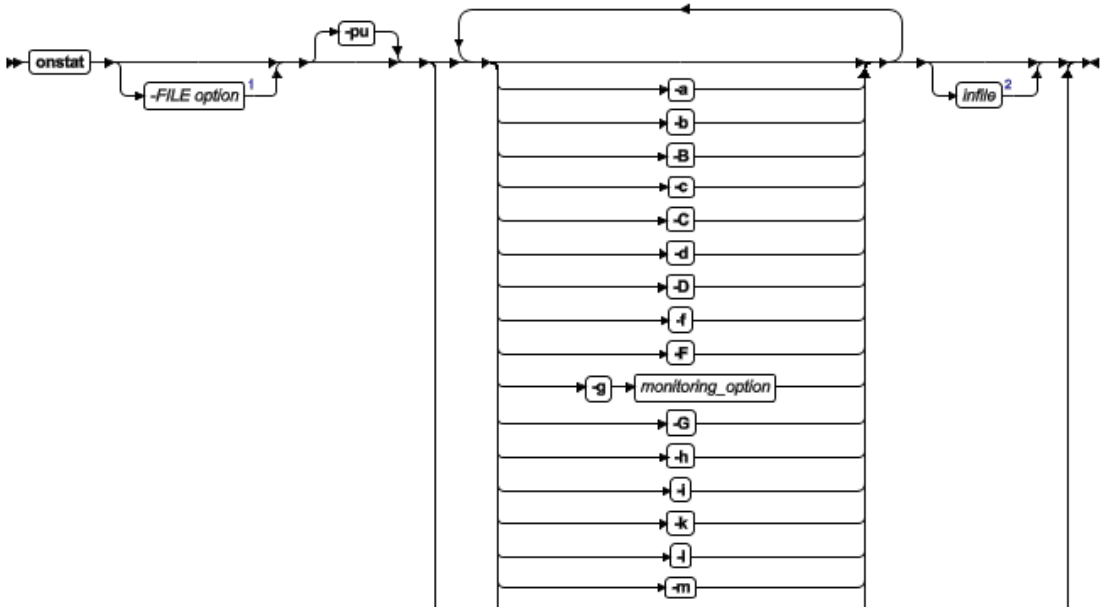 -pu
onstat
-FILE option 1
infile 2
-a
-b
-B
-c
-C
-d
-D
-f
-F
-g monitoring_option
-G
-h
-i
-k
-l
-m